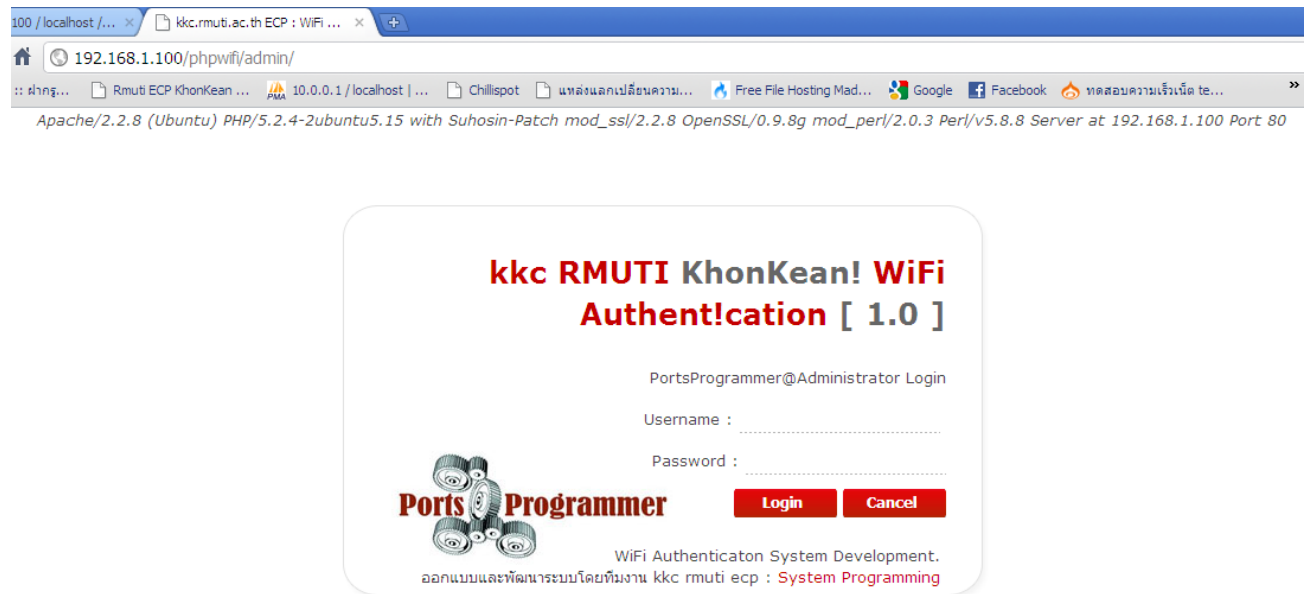 100 / localhost /... kkc.rmuti.ac.th ECP : WiFi ...
192.168.1.100/phpwifi/admin/
:: ฝากรู... Rmuti ECP KhonKean ... PMA 10.0.0.1 / localhost | ... Chillispot แหล่งแลกเปลี่ยนความ... Free File Hosting Mad... Google Facebook ทดสอบความเร็วเน็ต te... »
Apache/2.2.8 (Ubuntu) PHP/5.2.4-2ubuntu5.15 with Suhosin-Patch mod_ssl/2.2.8 OpenSSL/0.9.8g mod_perl/2.0.3 Perl/v5.8.8 Server at 192.168.1.100 Port 80
kkc RMUTI KhonKean! WiFi
Authent!cation [ 1.0 ]
PortsProgrammer@Administrator Login
Username :
Password :
Ports Programmer
Login Cancel
WiFi Authenticaton System Development.
ออกแบบและพัฒนาระบบโดยทีมงาน kkc rmuti ecp : System Programming